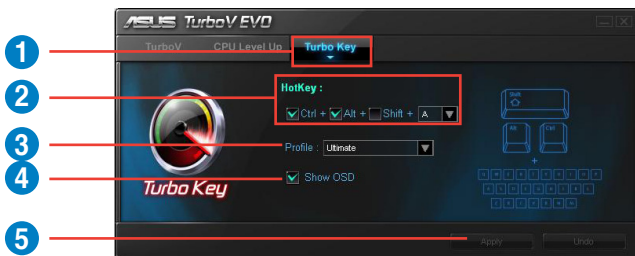 ASUS TurboV EVO
TurboV CPU Level Up Turbo Key
1
HotKey :
2
Ctrl + Alt + Shift + A
Shift
3
Profile : Ultimate
Alt Ctrl
+
4
Show OSD
Turbo Key
5
Apply Undo